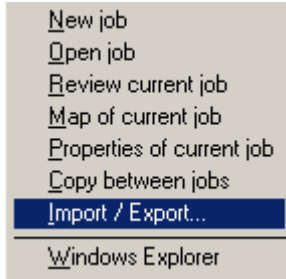 New job
Open job
Review current job
Map of current job
Properties of current job
Copy between jobs
Import / Export...
Windows Explorer